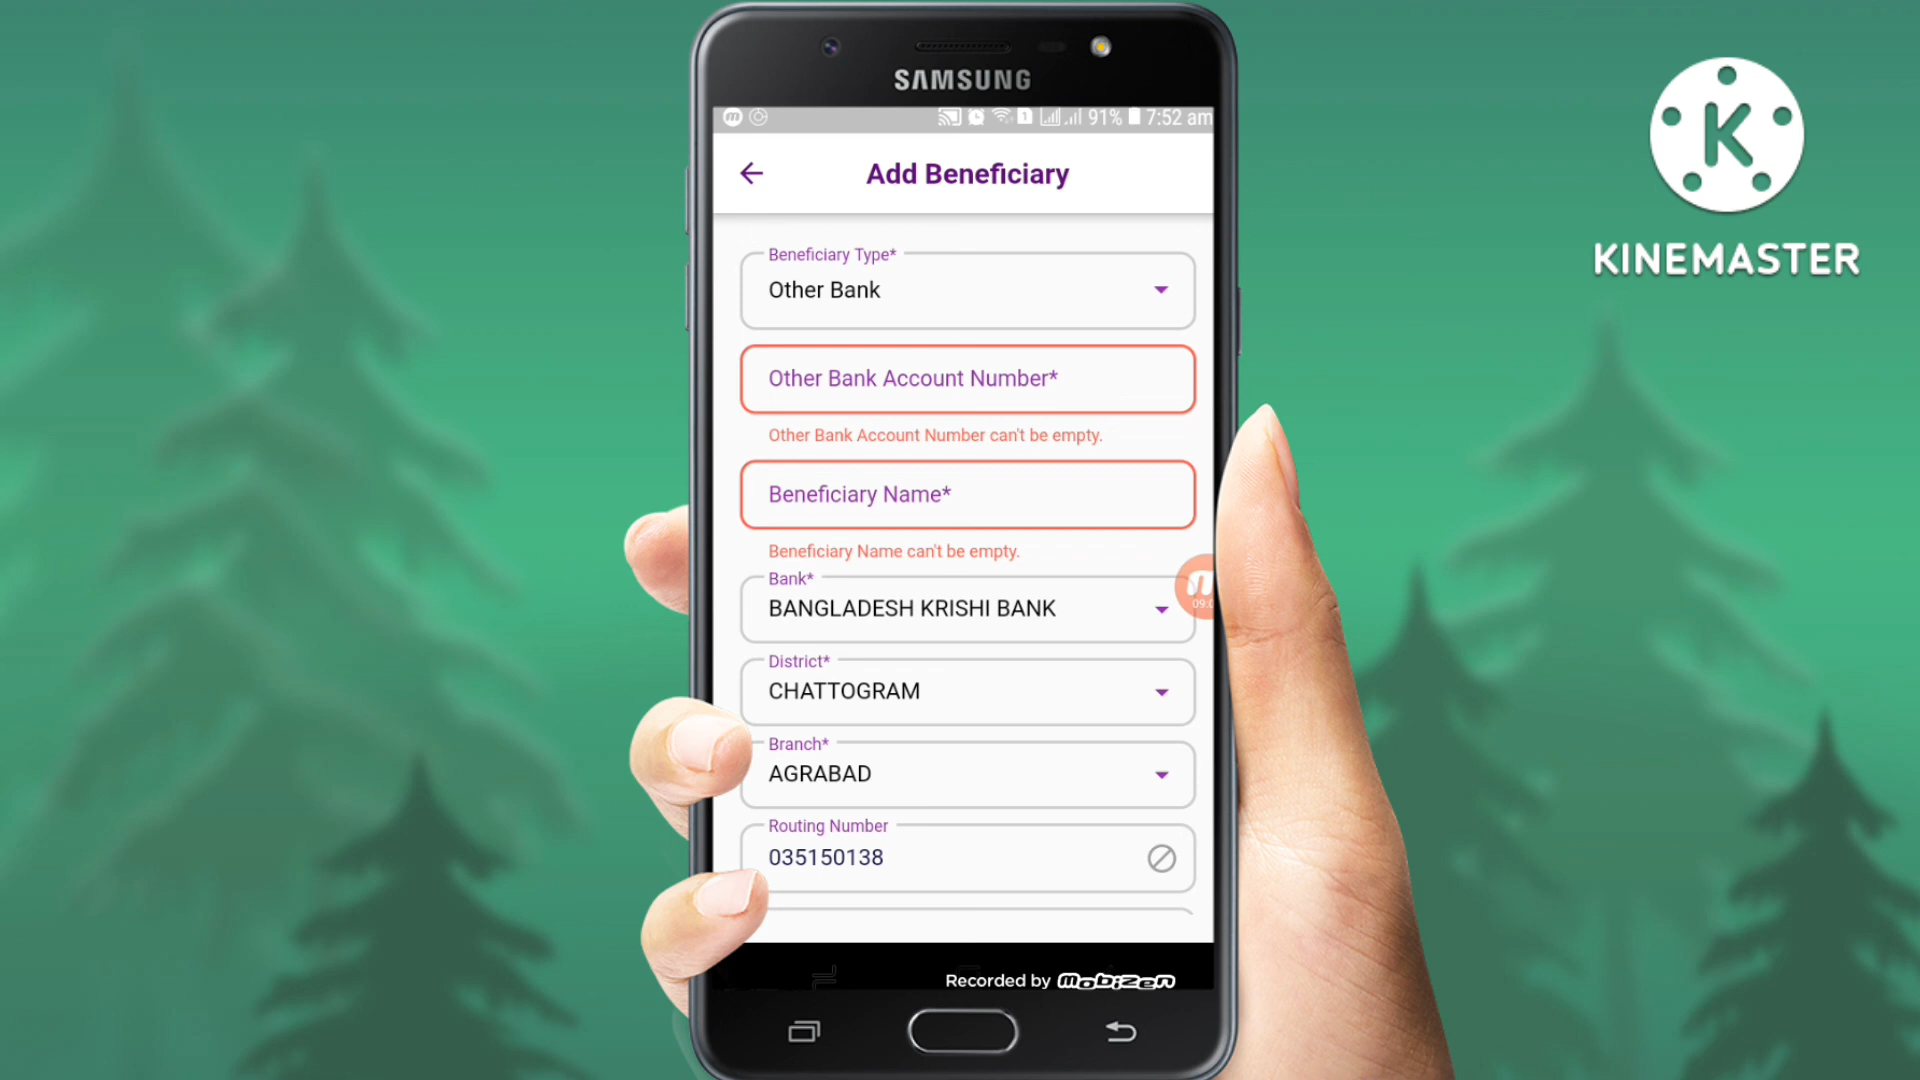 SAMSUNG
91% 7:52 am
Add Beneficiary
Beneficiary Type*
Other Bank
Other Bank Account Number*
Other Bank Account Number can't be empty.
Beneficiary Name*
Beneficiary Name can't be empty.
Bank*
BANGLADESH KRISHI BANK
District*
CHATTOGRAM
Branch*
AGRABAD
Routing Number
035150138
Recorded by mobizen
K
KINEMASTER